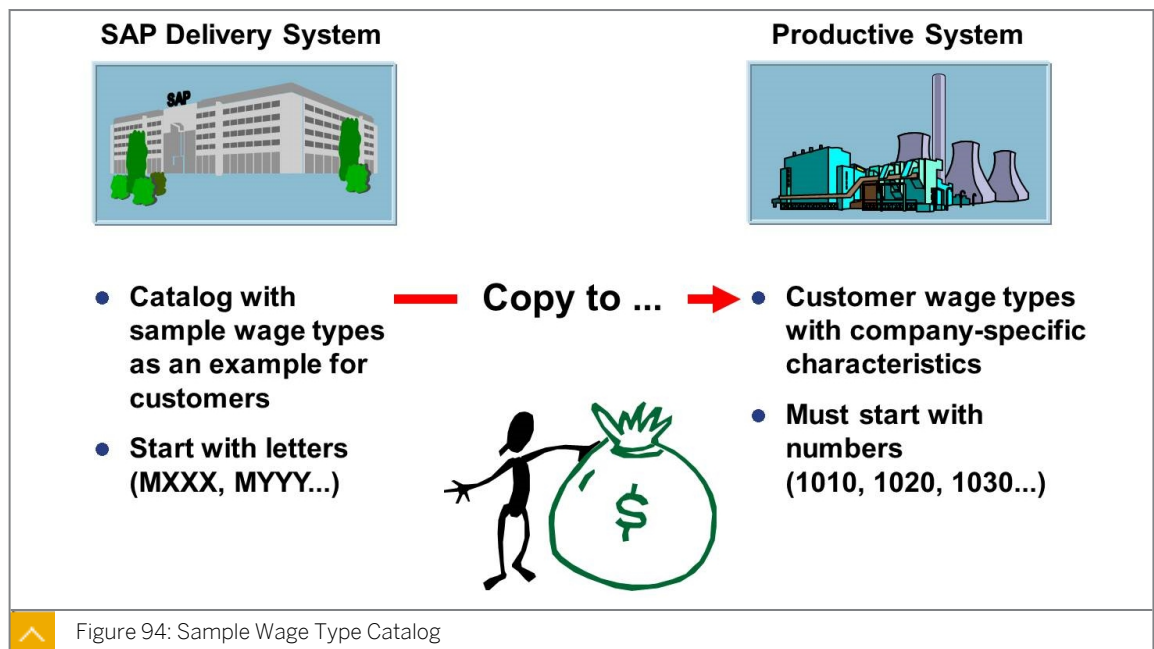 SAP Delivery System
Productive System
SAP
Catalog with
sample wage types
as an example for
customers
Start with letters
(MXXX, MYYY...)
Copy to ...
Customer wage types
with company-specific
characteristics
Must start with
numbers
(1010, 1020, 1030...)
$
Figure 94: Sample Wage Type Catalog